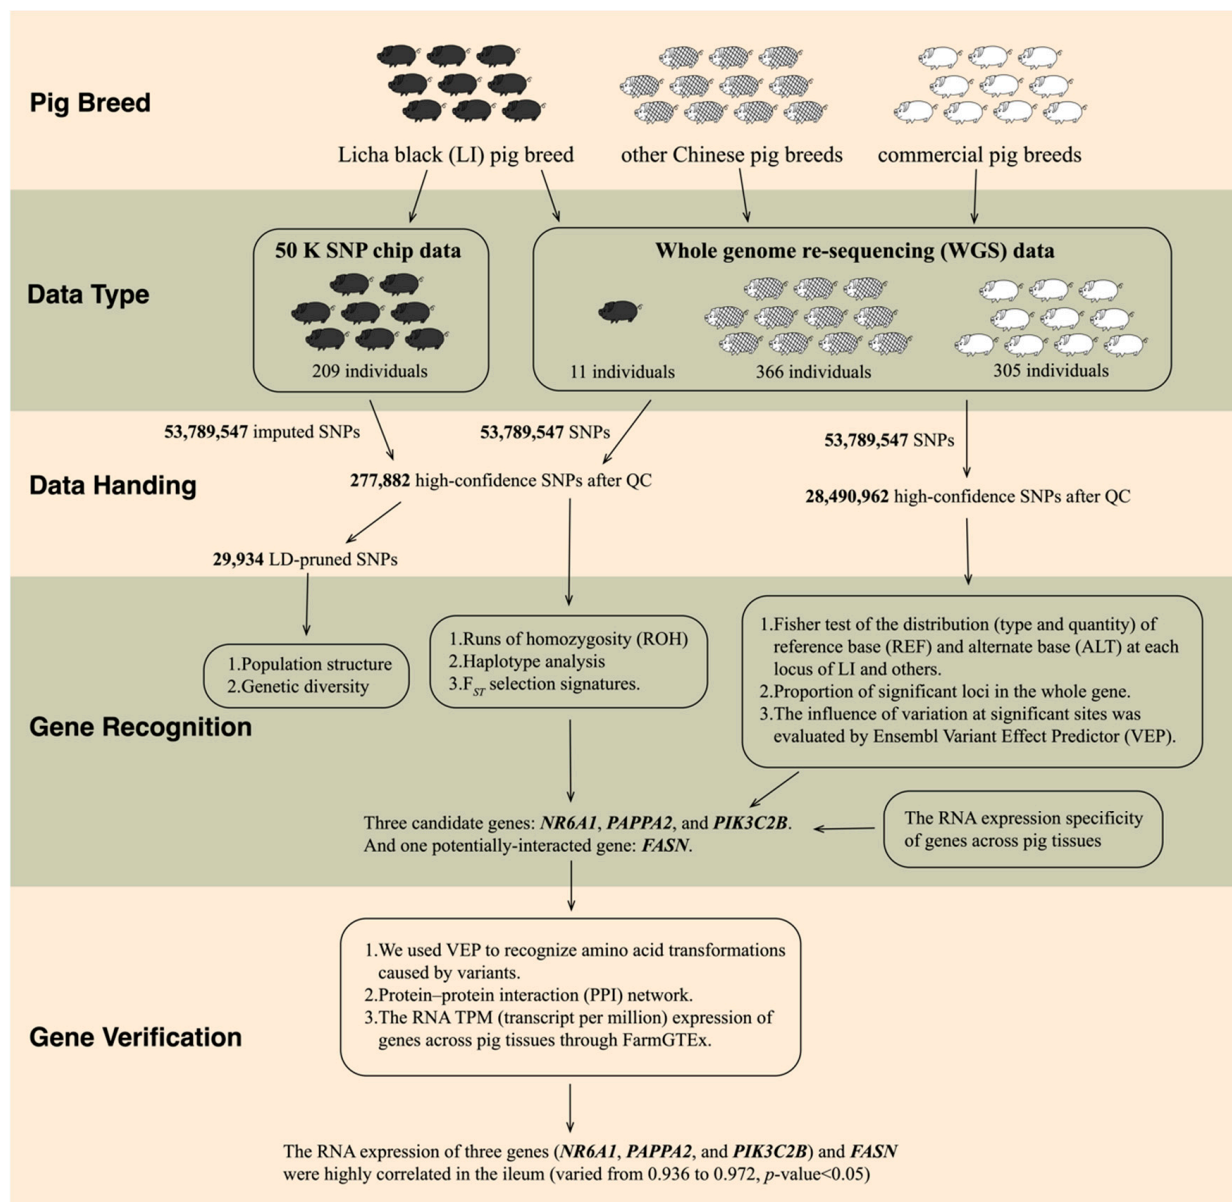 Pig Breed
Licha black (LI) pig breed
other Chinese pig breeds
commercial pig breeds
Data Type
50 K SNP chip data
209 individuals
Whole genome re-sequencing (WGS) data
11 individuals
366 individuals
305 individuals
Data Handing
53,789,547 imputed SNPs
53,789,547 SNPs
53,789,547 SNPs
277,882 high-confidence SNPs after QC
28,490,962 high-confidence SNPs after QC
29,934 LD-pruned SNPs
Gene Recognition
1.Population structure
2.Genetic diversity
1.Runs of homozygosity (ROH)
2.Haplotype analysis
3.FST selection signatures.
1.Fisher test of the distribution (type and quantity) of
reference base (REF) and alternate base (ALT) at each
locus of LI and others.
2.Proportion of significant loci in the whole gene.
3.The influence of variation at significant sites was
evaluated by Ensembl Variant Effect Predictor (VEP).
Three candidate genes: NR6A1, PAPPA2, and PIK3C2B.
And one potentially-interacted gene: FASN.
The RNA expression specificity
of genes across pig tissues
Gene Verification
1.We used VEP to recognize amino acid transformations
caused by variants.
2.Protein–protein interaction (PPI) network.
3.The RNA TPM (transcript per million) expression of
genes across pig tissues through FarmGTEx.
The RNA expression of three genes (NR6A1, PAPPA2, and PIK3C2B) and FASN
were highly correlated in the ileum (varied from 0.936 to 0.972, p-value<0.05)